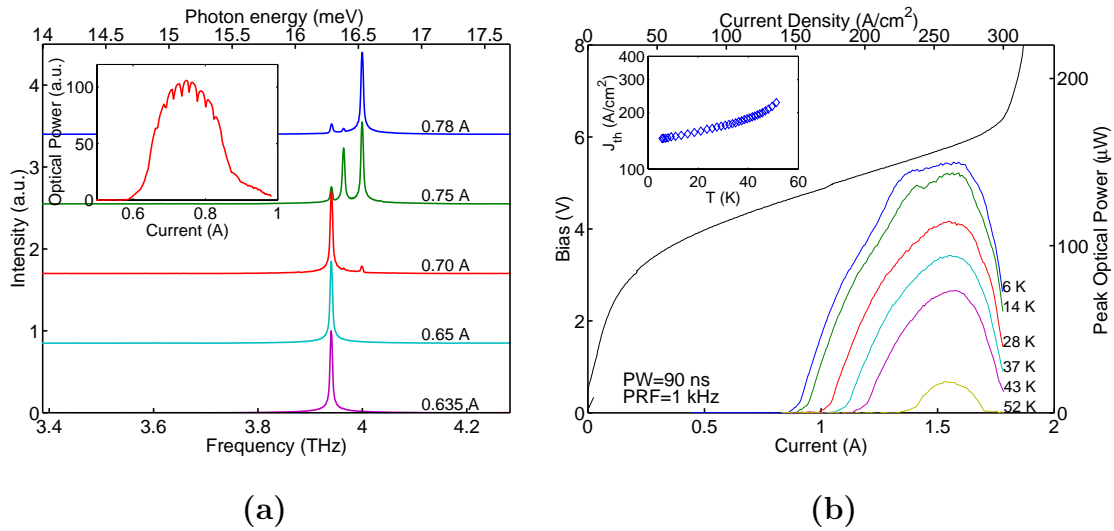 Photon energy (meV)
14 14.5 15 15.5 16 16.5 17 17.5
Intensity (a.u.)
4
3
2
1
0
Optical Power (a.u.)
100
50
0
0.6 0.8 1
Current (A)
0.78 A
0.75 A
0.70 A
0.65 A
0.635 A
3.4 3.6 3.8 4 4.2
Frequency (THz)
(a)
Current Density (A/cm2)
0 50 100 150 200 250 300
Bias (V)
8
6
4
2
0
J_th (A/cm2)
400
200
100
0 20 40 60
T (K)
200
100
0
Peak Optical Power (μW)
6 K
14 K
28 K
37 K
43 K
52 K
PW=90 ns
PRF=1 kHz
0 0.5 1 1.5 2
Current (A)
(b)